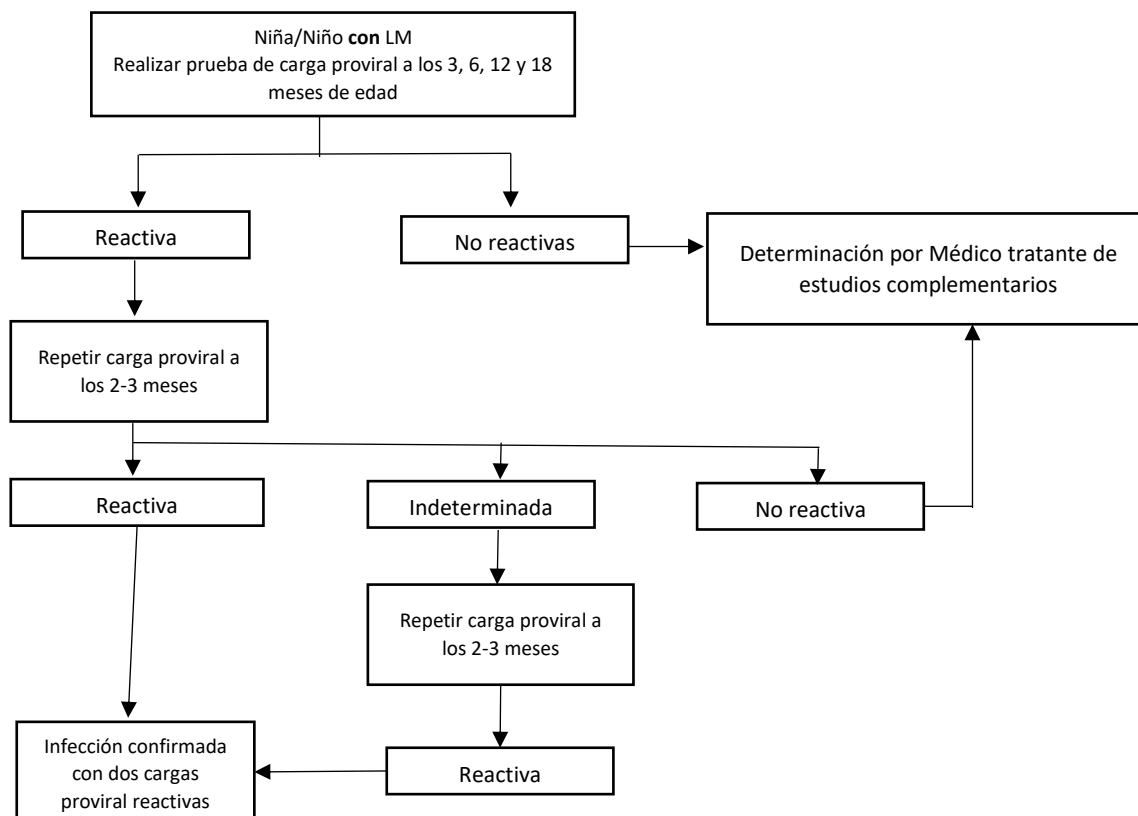 Niña/Niño con LM
Realizar prueba de carga proviral a los 3, 6, 12 y 18
meses de edad
Reactiva
No reactivas
Determinación por Médico tratante de
estudios complementarios
Repetir carga proviral a
los 2-3 meses
Reactiva
Indeterminada
No reactiva
Repetir carga proviral a
los 2-3 meses
Infección confirmada
con dos cargas
proviral reactivas
Reactiva